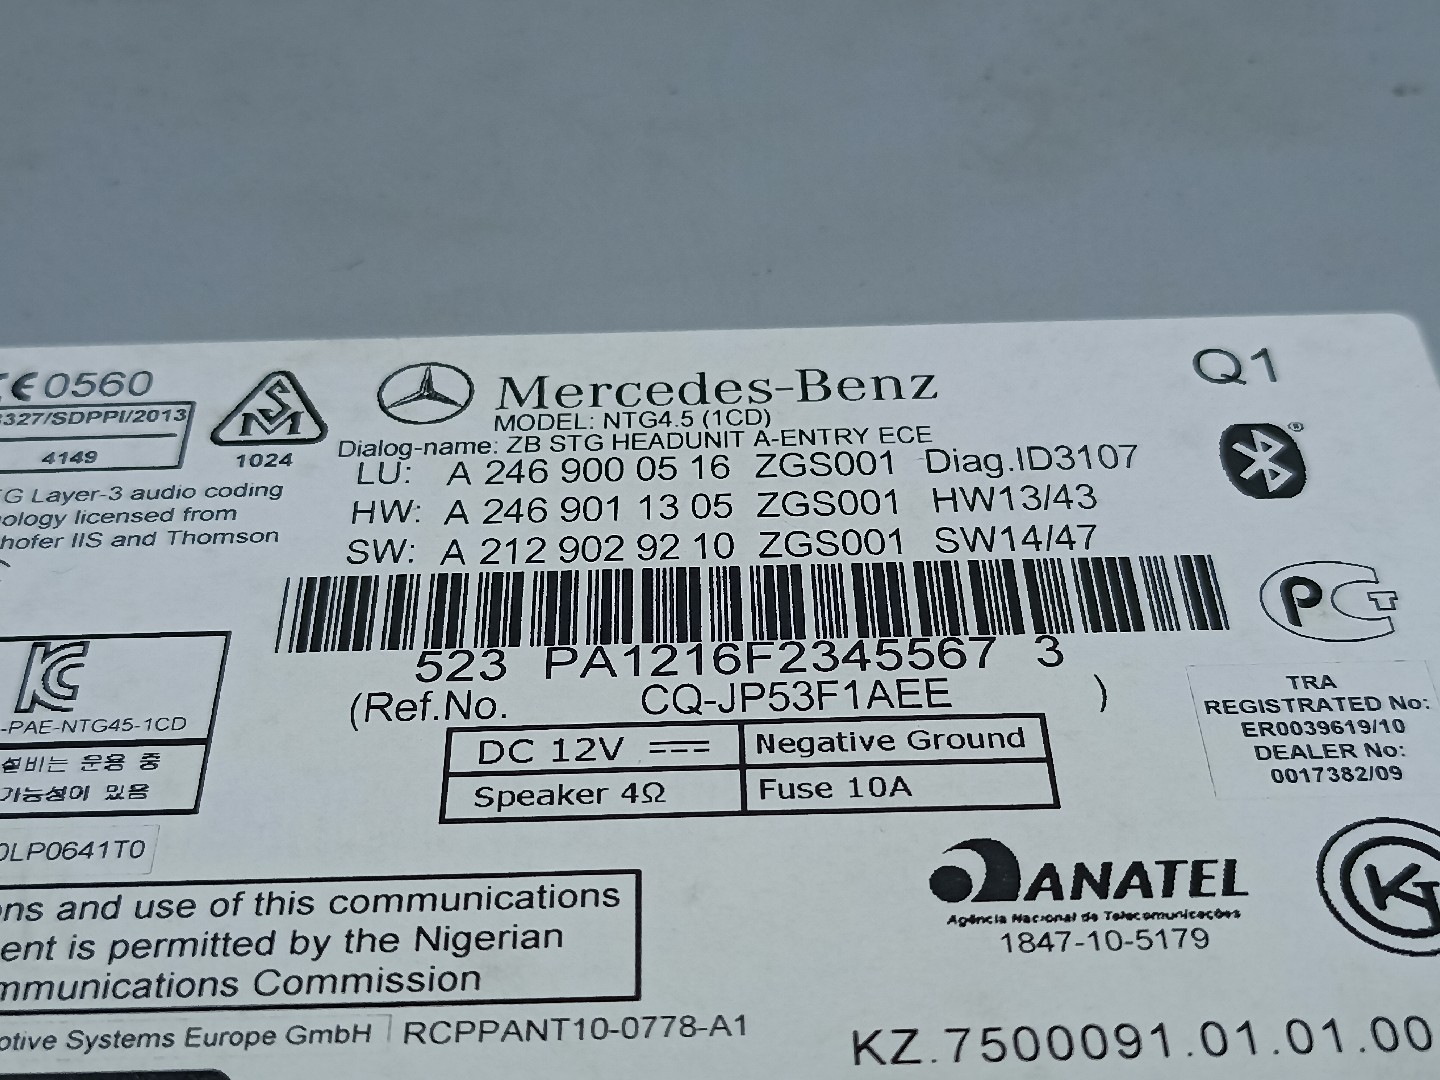 Q1
CE0560
327/SDPPI/2013
4149
SM
1024
Mercedes-Benz
MODEL: NTG4.5 (1CD)
Dialog-name: ZB STG HEADUNIT A-ENTRY ECE
LU: A 246 900 05 16 ZGS001 Diag.ID3107
HW: A 246 901 13 05 ZGS001 HW13/43
SW: A 212 902 92 10 ZGS001 SW14/47
G Layer-3 audio coding
ology licensed from
hofer IIS and Thomson
523 PA1216F2345567 3
(Ref.No. CQ-JP53F1AEE )
DC 12V Negative Ground
Speaker 4Ω Fuse 10A
-PAE-NTG45-1CD
설비는 운용 중
가능성이 있음
TRA
REGISTRATED No:
ER0039619/10
DEALER No:
0017382/09
LP0641T0
ns and use of this communications
ent is permitted by the Nigerian
mmunications Commission
ANATEL
Agência Nacional de Telecomunicações
1847-10-5179
otive Systems Europe GmbH
RCPPANT10-0778-A1
KZ.7500091.01.01.00